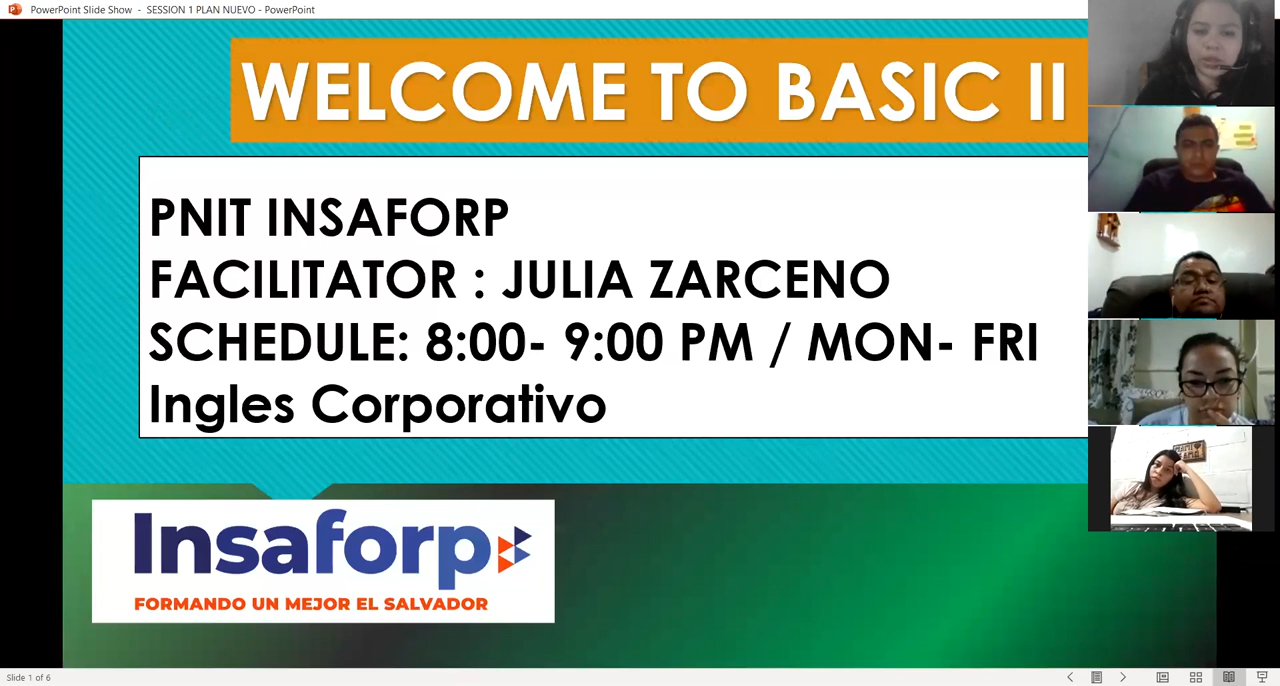 PowerPoint Slide Show - SESSION 1 PLAN NUEVO - PowerPoint
WELCOME TO BASIC II
PNIT INSAFORP
FACILITATOR : JULIA ZARCENO
SCHEDULE: 8:00- 9:00 PM / MON- FRI
Ingles Corporativo
Insaforp
FORMANDO UN MEJOR EL SALVADOR
Slide 1 of 6